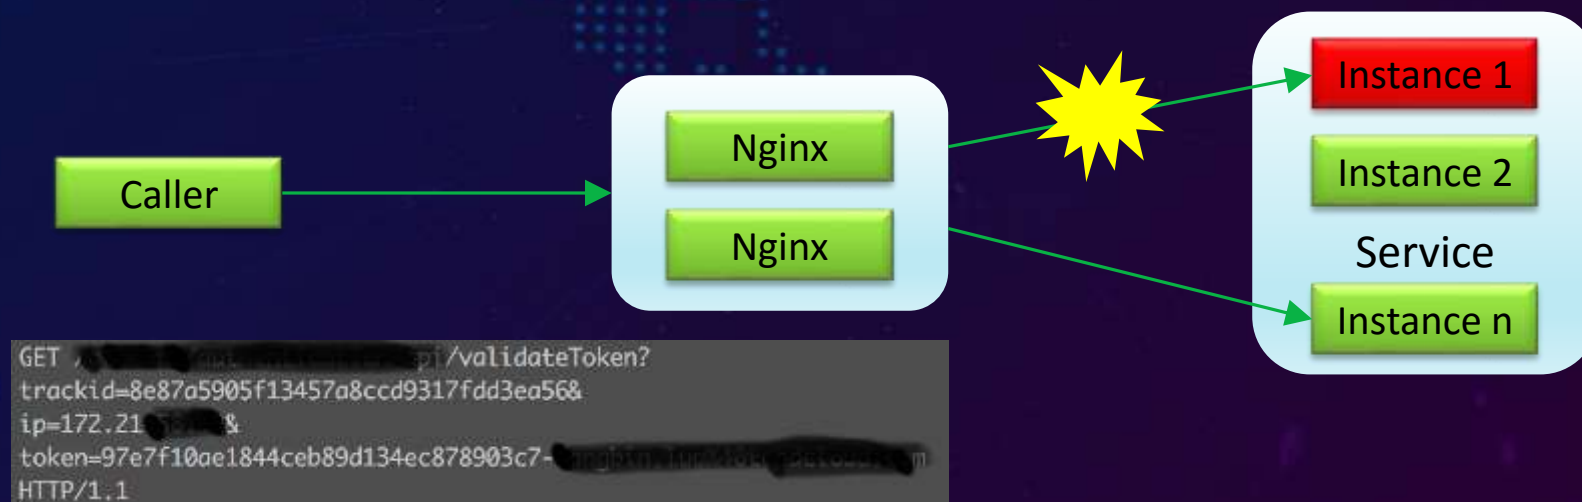 Caller
Nginx
Nginx
Instance 1
Instance 2
Service
Instance n
GET /validateToken?
trackid=8e87a5905f13457a8ccd9317fdd3ea56&
ip=172.21 &
token=97e7f10ae1844ceb89d134ec878903c7-
HTTP/1.1